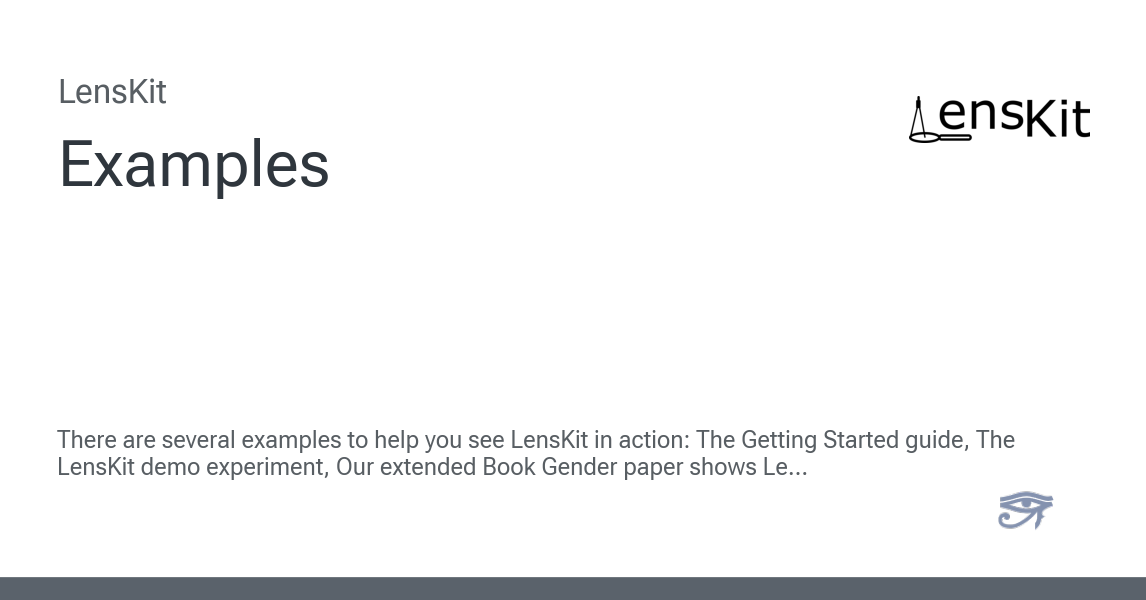 LensKit
LensKit
Examples
There are several examples to help you see LensKit in action: The Getting Started guide, The
LensKit demo experiment, Our extended Book Gender paper shows Le...